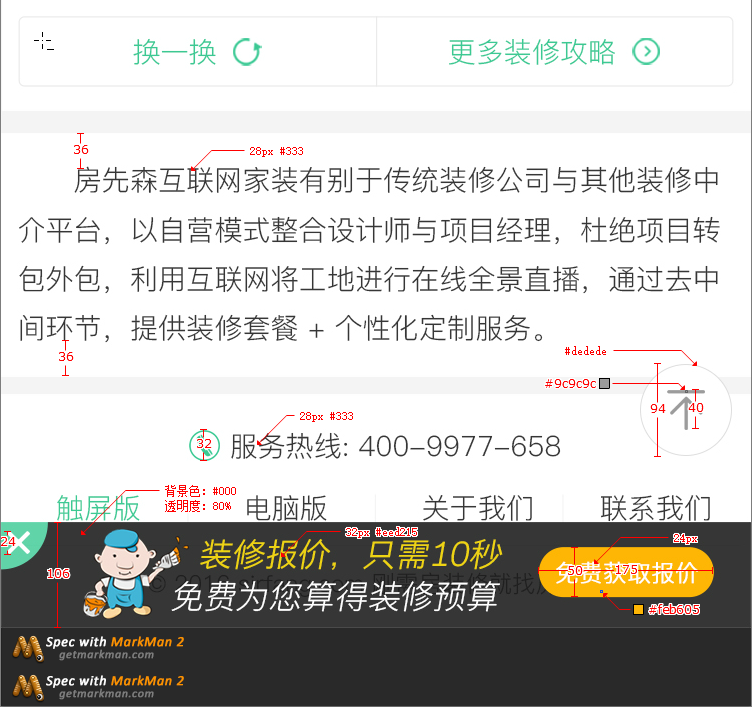 换一换
更多装修攻略
36
28px #333
房先森互联网家装有别于传统装修公司与其他装修中
介平台，以自营模式整合设计师与项目经理，杜绝项目转
包外包，利用互联网将工地进行在线全景直播，通过去中
间环节，提供装修套餐 + 个性化定制服务。
36
#dedede
#9c9c9c
94
40
28px #333
32
服务热线: 400-9977-658
背景色: #000
透明度: 80%
触屏版
电脑版
关于我们
联系我们
32px #eed215
24px
24
装修报价，只需10秒
106
50
175
免费获取报价
免费为您算得装修预算
#feb605
Spec with MarkMan 2
getmarkman.com
Spec with MarkMan 2
getmarkman.com